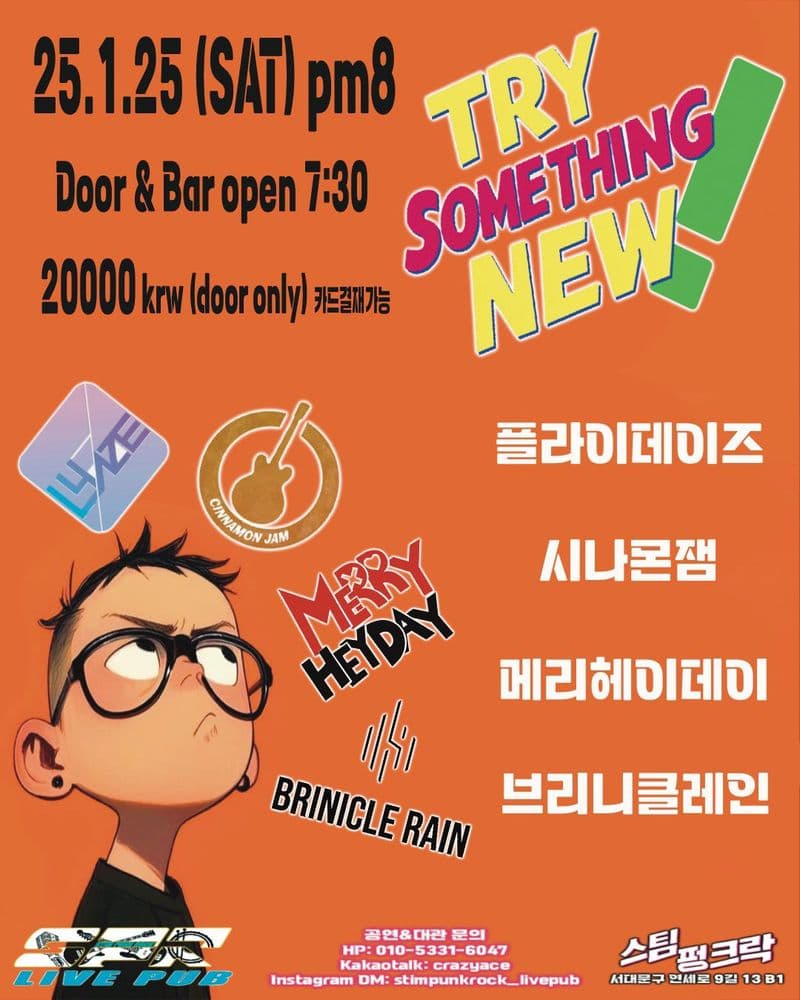 25.1.25 (SAT) pm8
Door & Bar open 7:30
20000 krw (door only) 카드결재가능
TRY
SOMETHING
NEW!
플라이데이즈
시나몬잼
메리헤이데이
브리니클레인
CINNAMON JAM
MERRY
HEYDAY
BRINICLE RAIN
LIVE PUB
공연&대관 문의
HP: 010-5331-6047
Kakaotalk: crazyace
Instagram DM: stimpunkrock_livepub
스팀펑크락
서대문구 연세로 9길 13 B1